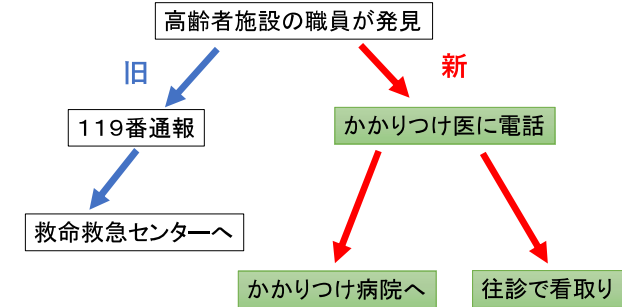 高齢者施設の職員が発見
旧
新
119番通報
かかりつけ医に電話
救命救急センターへ
かかりつけ病院へ
往診で看取り